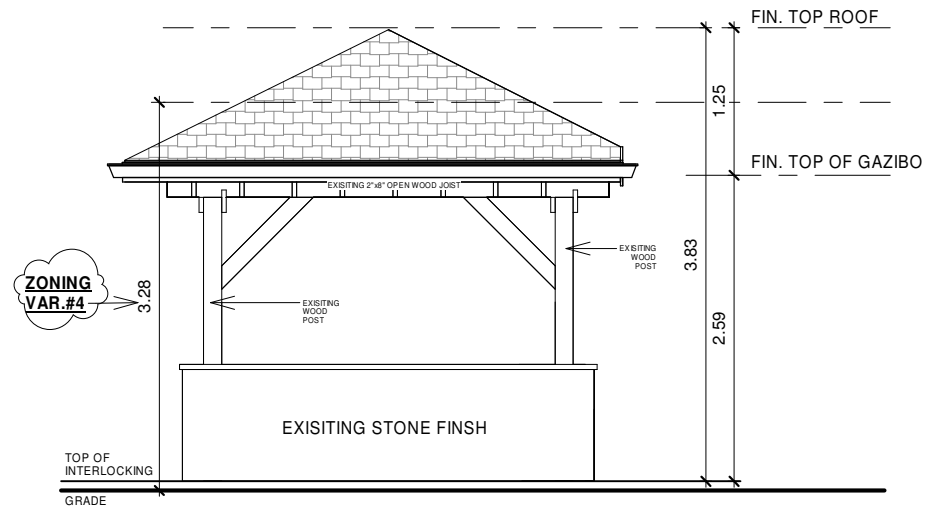 FIN. TOP ROOF
1.25
FIN. TOP OF GAZIBO
EXISITING 2"x8" OPEN WOOD JOIST
EXISITING
WOOD
POST
3.83
ZONING
VAR.#4
3.28
EXISITING
WOOD
POST
2.59
EXISITING STONE FINSH
TOP OF
INTERLOCKING
GRADE